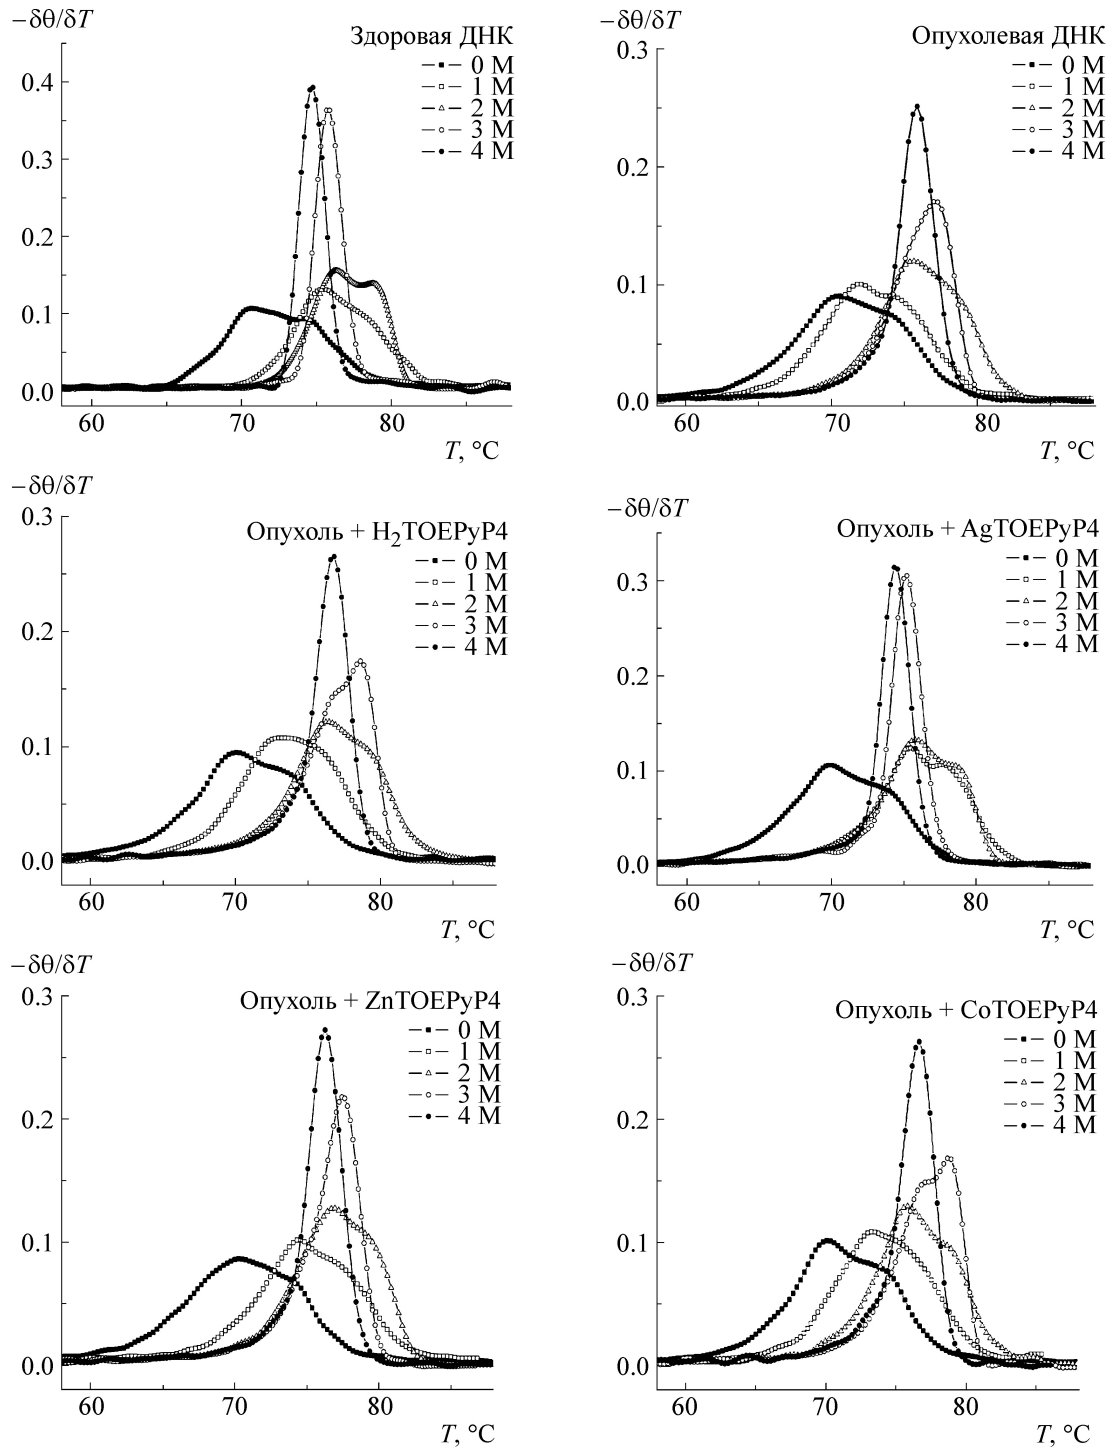 −δθ/δT
Здоровая ДНК
0 М
1 М
2 М
3 М
4 М
0.4
0.3
0.2
0.1
0.0
60 70 80
T, °C
−δθ/δT
Опухолевая ДНК
0 М
1 М
2 М
3 М
4 М
0.3
0.2
0.1
0.0
60 70 80
T, °C
−δθ/δT
Опухоль + H2TOEPyP4
0 М
1 М
2 М
3 М
4 М
0.3
0.2
0.1
0.0
60 70 80
T, °C
−δθ/δT
Опухоль + AgTOEPyP4
0 М
1 М
2 М
3 М
4 М
0.3
0.2
0.1
0.0
60 70 80
T, °C
−δθ/δT
Опухоль + ZnTOEPyP4
0 М
1 М
2 М
3 М
4 М
0.3
0.2
0.1
0.0
60 70 80
T, °C
−δθ/δT
Опухоль + CoTOEPyP4
0 М
1 М
2 М
3 М
4 М
0.3
0.2
0.1
0.0
60 70 80
T, °C